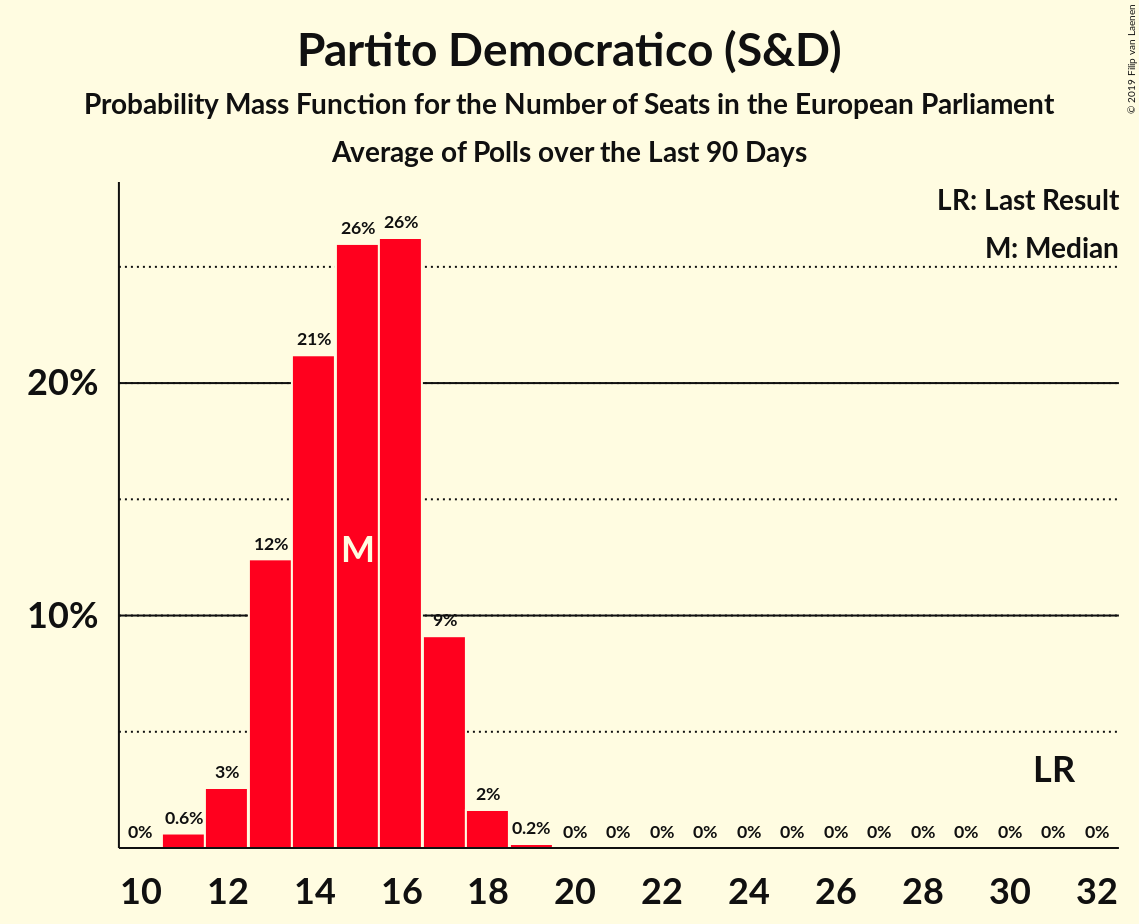 Partito Democratico (S&D)
Probability Mass Function for the Number of Seats in the European Parliament
Average of Polls over the Last 90 Days
© 2019 Filip van Laenen
LR: Last Result
M: Median
26% 26%
21%
20%
12% M
10% 9%
LR
3% 2%
0% 0.6% 0.2% 0% 0% 0% 0% 0% 0% 0% 0% 0% 0% 0% 0% 0%
10 12 14 16 18 20 22 24 26 28 30 32